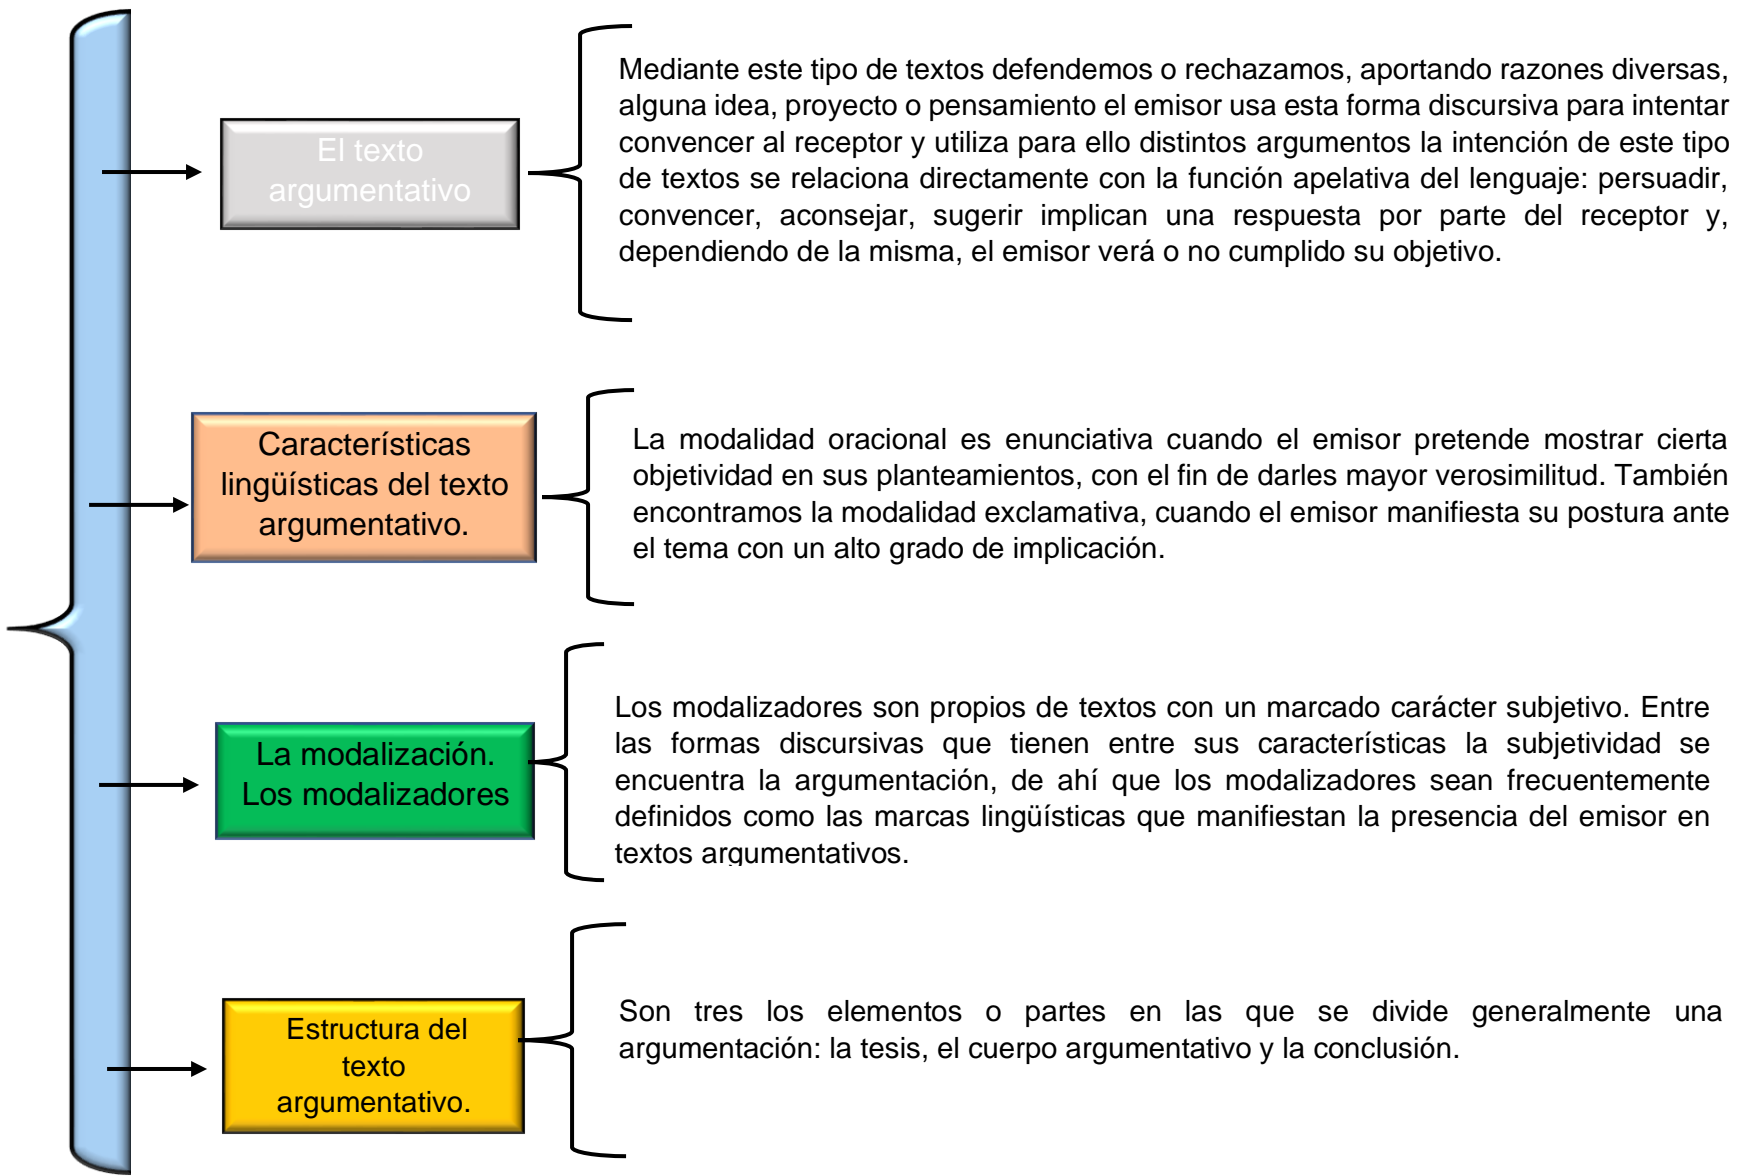 El texto
argumentativo
Mediante este tipo de textos defendemos o rechazamos, aportando razones diversas,
alguna idea, proyecto o pensamiento el emisor usa esta forma discursiva para intentar
convencer al receptor y utiliza para ello distintos argumentos la intención de este tipo
de textos se relaciona directamente con la función apelativa del lenguaje: persuadir,
convencer, aconsejar, sugerir implican una respuesta por parte del receptor y,
dependiendo de la misma, el emisor verá o no cumplido su objetivo.
Características
lingüísticas del texto
argumentativo.
La modalidad oracional es enunciativa cuando el emisor pretende mostrar cierta
objetividad en sus planteamientos, con el fin de darles mayor verosimilitud. También
encontramos la modalidad exclamativa, cuando el emisor manifiesta su postura ante
el tema con un alto grado de implicación.
La modalización.
Los modalizadores
Los modalizadores son propios de textos con un marcado carácter subjetivo. Entre
las formas discursivas que tienen entre sus características la subjetividad se
encuentra la argumentación, de ahí que los modalizadores sean frecuentemente
definidos como las marcas lingüísticas que manifiestan la presencia del emisor en
textos argumentativos.
Estructura del
texto
argumentativo.
Son tres los elementos o partes en las que se divide generalmente una
argumentación: la tesis, el cuerpo argumentativo y la conclusión.